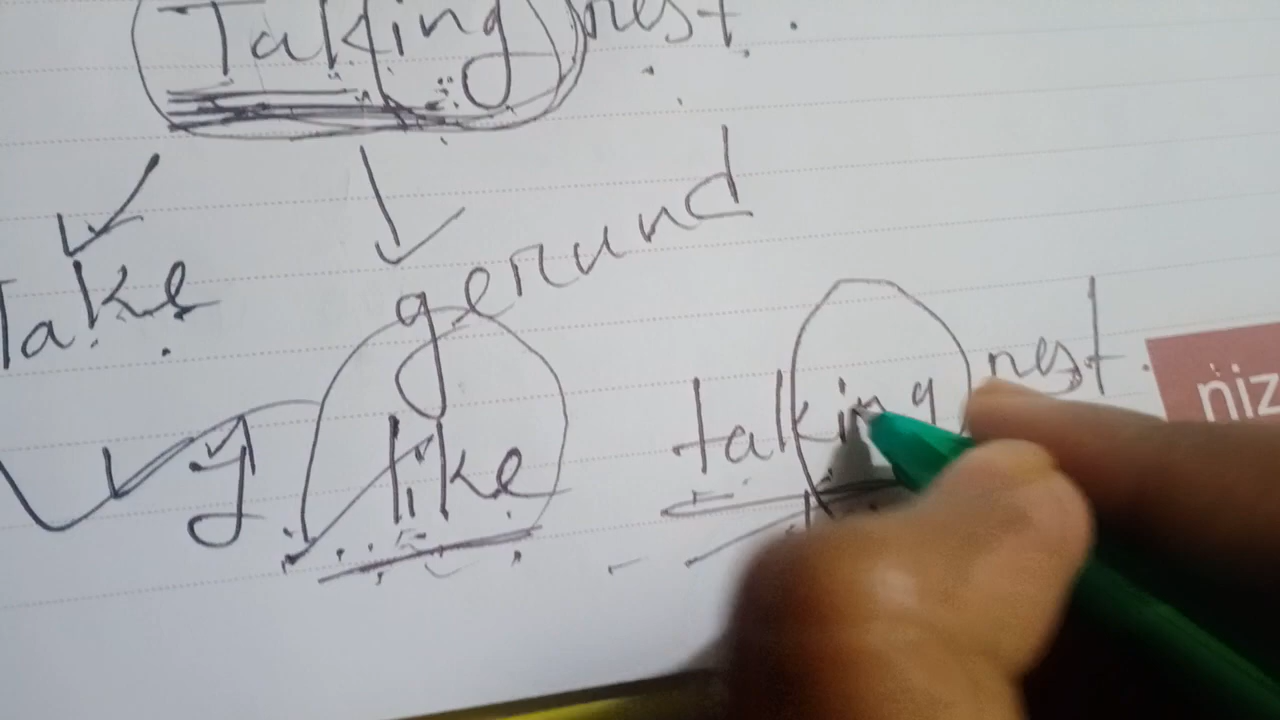 Taking rest.
gerund
Take
I like taking rest.
niz